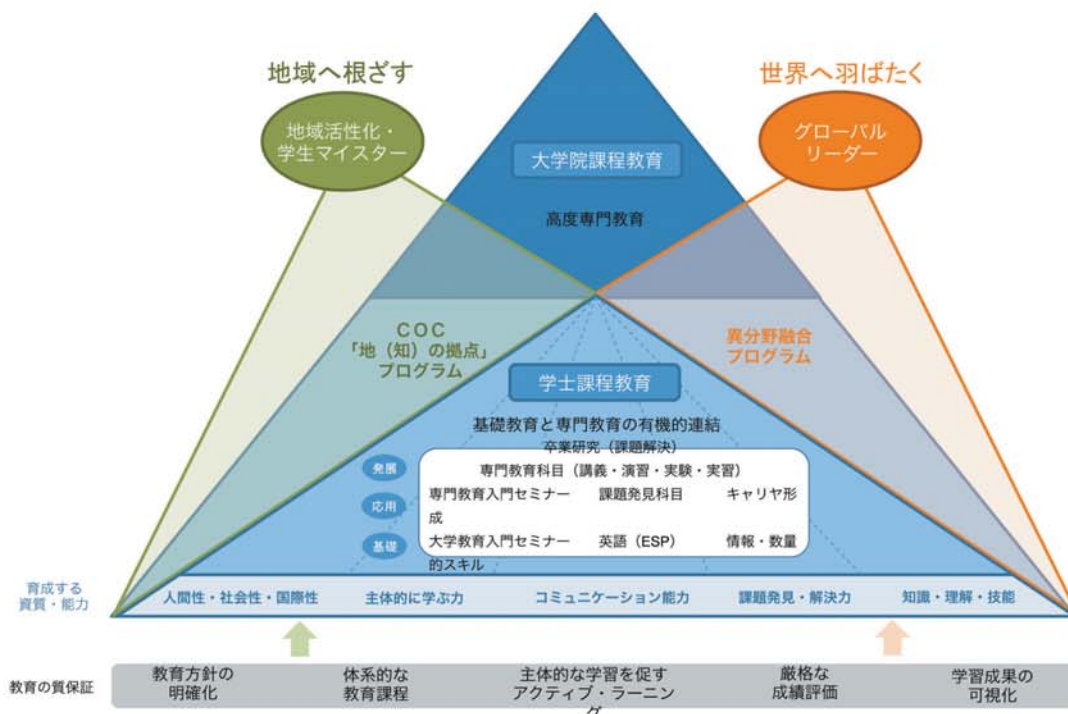 地域へ根ざす
世界へ羽ばたく
地域活性化・
学生マイスター
グローバル
リーダー
大学院課程教育
高度専門教育
COC
「地（知）の拠点」
プログラム
異分野融合
プログラム
学士課程教育
基礎教育と専門教育の有機的連結
卒業研究（課題解決）
発展
専門教育科目（講義・演習・実験・実習）
応用
専門教育入門セミナー 課題発見科目 キャリヤ形
成
基礎
大学教育入門セミナー 英語（ESP） 情報・数量
的スキル
育成する
資質・能力
人間性・社会性・国際性 主体的に学ぶ力 コミュニケーション能力 課題発見・解決力 知識・理解・技能
教育の質保証
教育方針の
明確化
体系的な
教育課程
主体的な学習を促す
アクティブ・ラーニン
グ
厳格な
成績評価
学習成果の
可視化